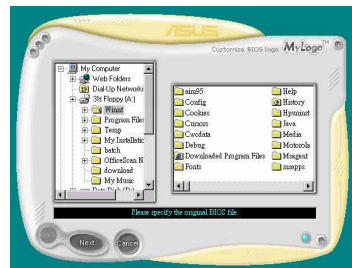 ASUS
Customize BIOS logo MyLogo™
My Computer
Web Folders
Dial-Up Networki
3½ Floppy (A:)
Winnt
Program Files
Temp
My Installatio
batch
OfficeScan N
download
My Music
aim95
Config
Cookies
Cursors
Cwcdata
Debug
Downloaded Program Files
Fonts
Help
History
Hpuninst
Java
Media
Motorola
Msagent
msapps
Please specify the original BIOS file.
Next
Cancel